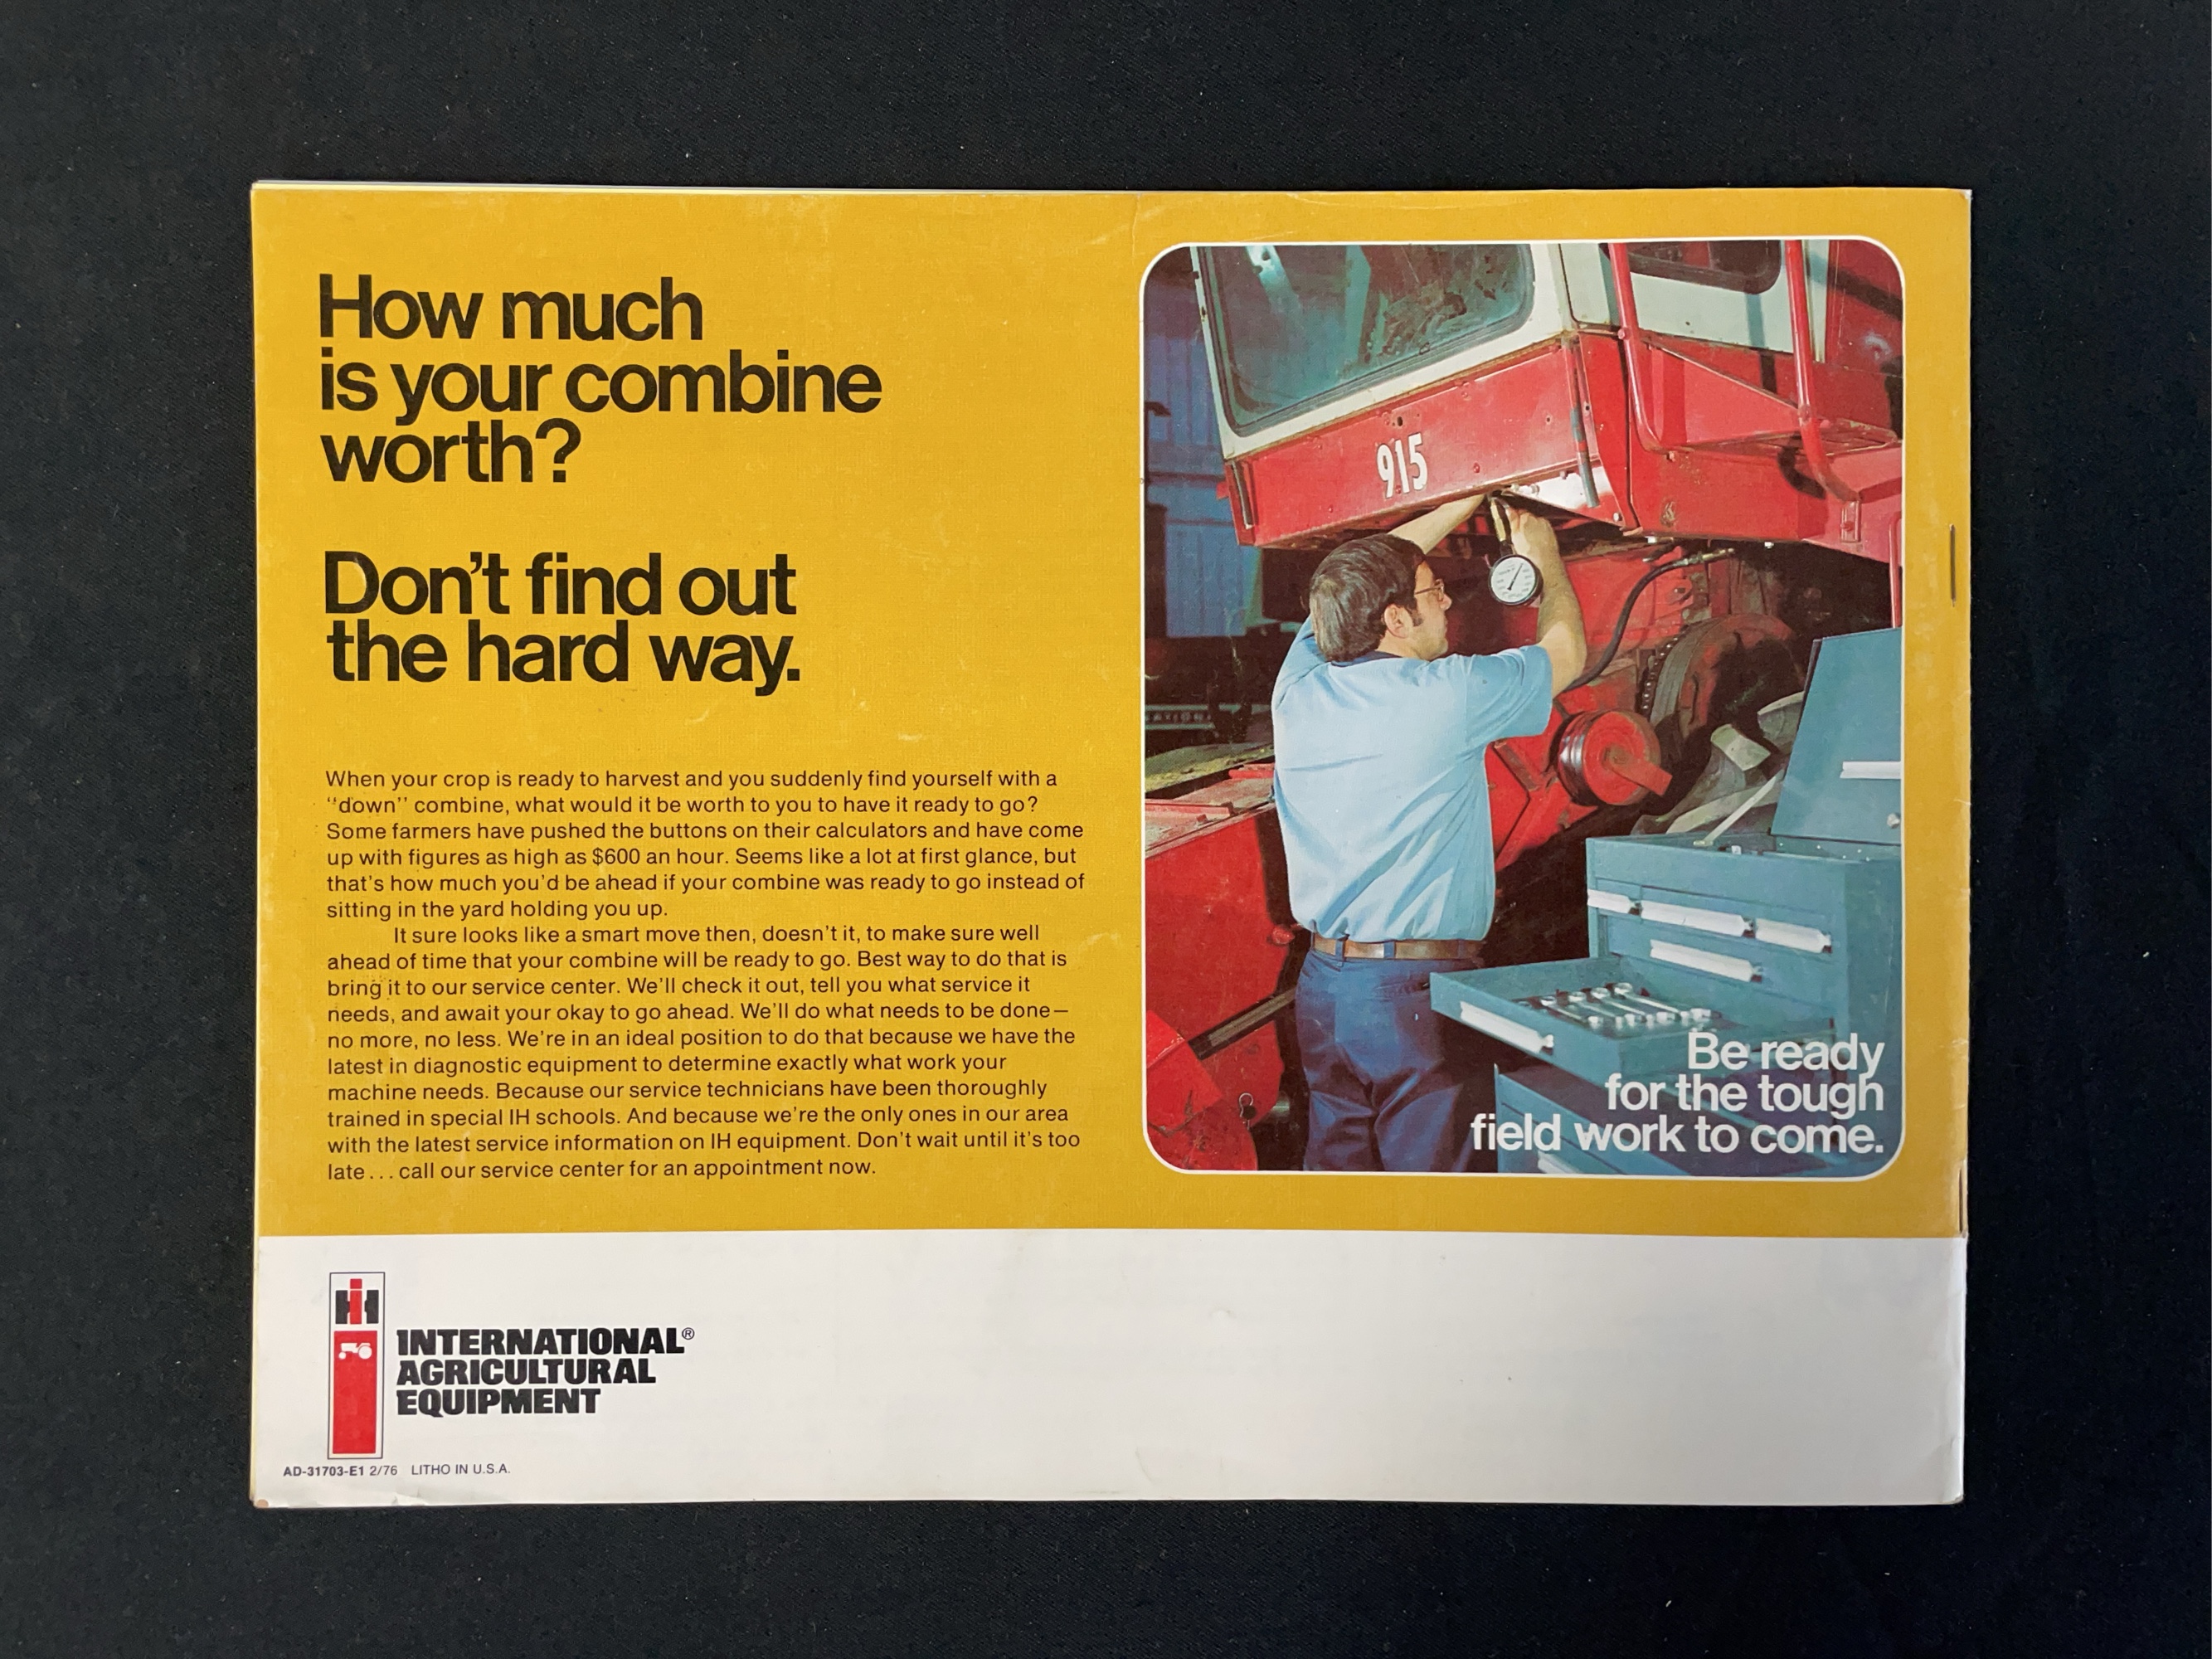 How much
is your combine
worth?
Don't find out
the hard way.
When your crop is ready to harvest and you suddenly find yourself with a
"down" combine, what would it be worth to you to have it ready to go?
Some farmers have pushed the buttons on their calculators and have come
up with figures as high as $600 an hour. Seems like a lot at first glance, but
that's how much you'd be ahead if your combine was ready to go instead of
sitting in the yard holding you up.
It sure looks like a smart move then, doesn't it, to make sure well
ahead of time that your combine will be ready to go. Best way to do that is
bring it to our service center. We'll check it out, tell you what service it
needs, and await your okay to go ahead. We'll do what needs to be done—
no more, no less. We're in an ideal position to do that because we have the
latest in diagnostic equipment to determine exactly what work your
machine needs. Because our service technicians have been thoroughly
trained in special IH schools. And because we're the only ones in our area
with the latest service information on IH equipment. Don't wait until it's too
late... call our service center for an appointment now.
915
Be ready
for the tough
field work to come.
IH
INTERNATIONAL®
AGRICULTURAL
EQUIPMENT
AD-31703-E1 2/76 LITHO IN U.S.A.